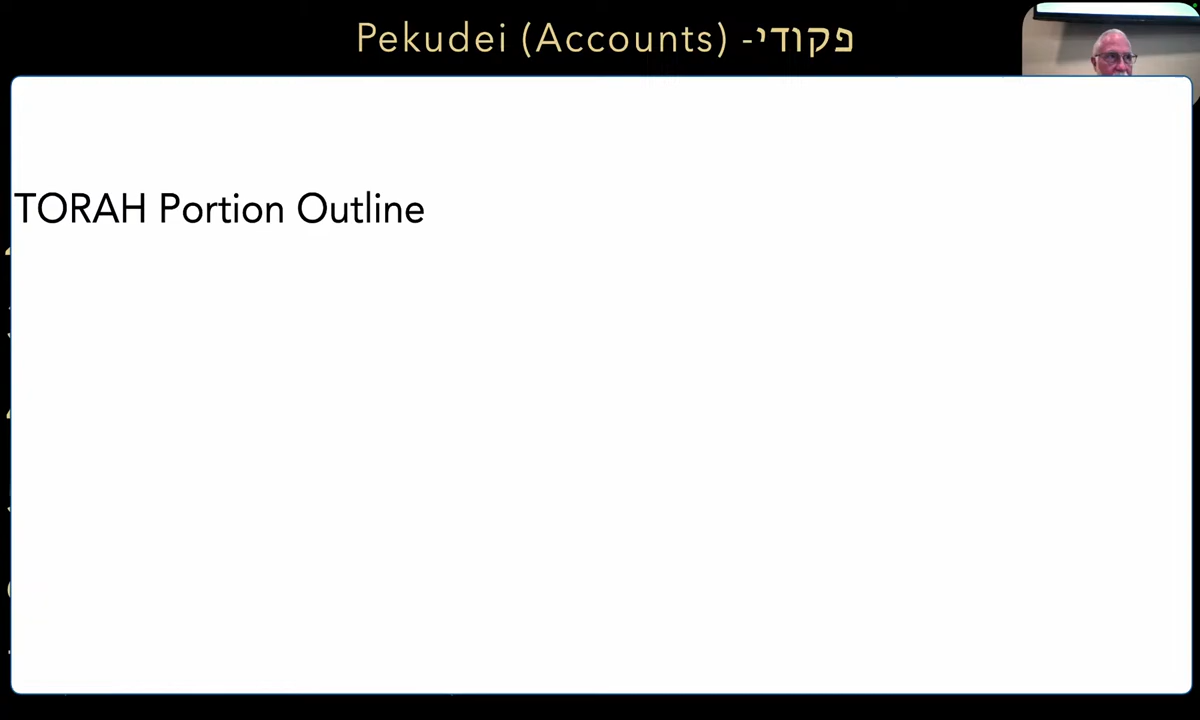 Pekudei (Accounts) -פקודי
TORAH Portion Outline